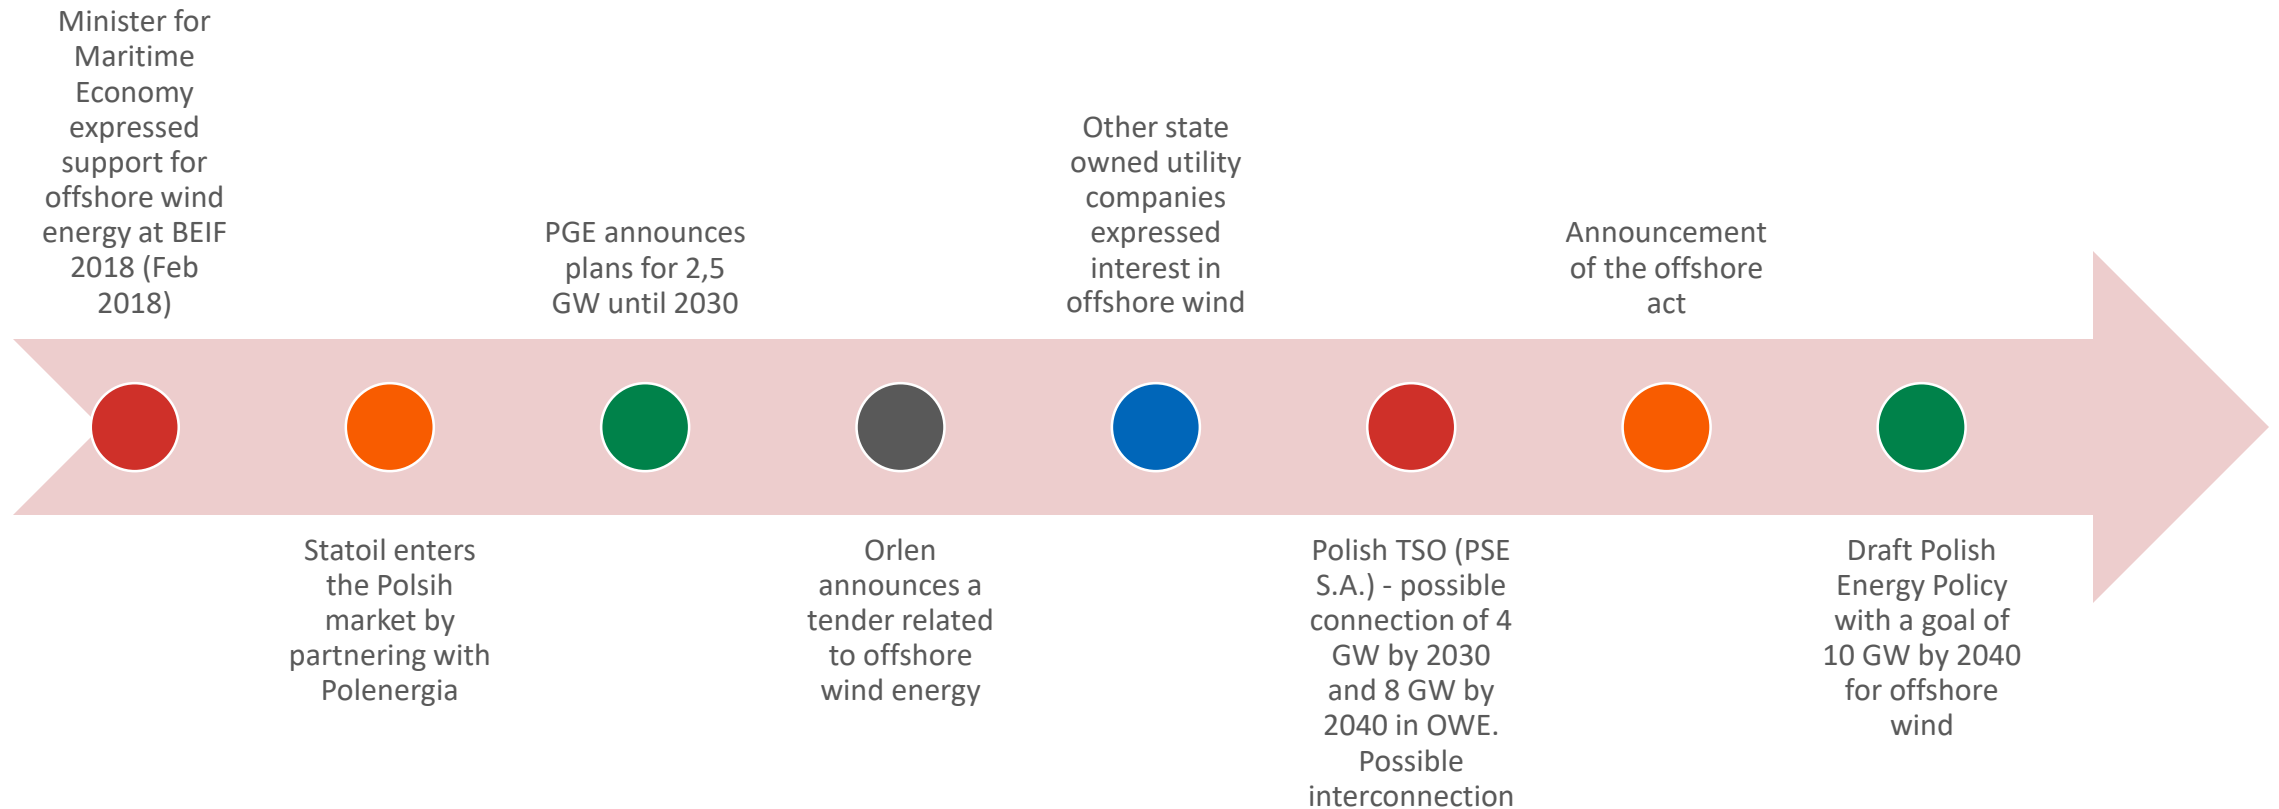 Minister for
Maritime
Economy
expressed
support for
offshore wind
energy at BEIF
2018 (Feb
2018)
Statoil enters
the Polsih
market by
partnering with
Polenergia
PGE announces
plans for 2,5
GW until 2030
Orlen
announces a
tender related
to offshore
wind energy
Other state
owned utility
companies
expressed
interest in
offshore wind
Polish TSO (PSE
S.A.) - possible
connection of 4
GW by 2030
and 8 GW by
2040 in OWE.
Possible
interconnection
Announcement
of the offshore
act
Draft Polish
Energy Policy
with a goal of
10 GW by 2040
for offshore
wind